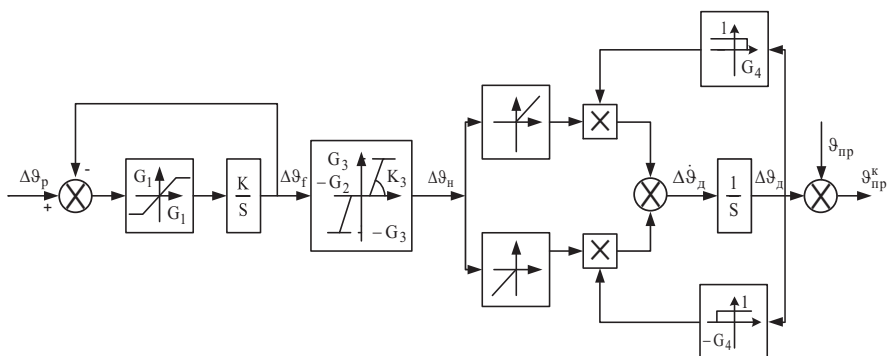 Δϑр
+
-
G1
G1
K
S
Δϑf
G3
−G2
K3
−G3
Δϑн
1
G4
×
×
Δϑ̇д
1
S
Δϑд
ϑпр
ϑпрк
1
−G4